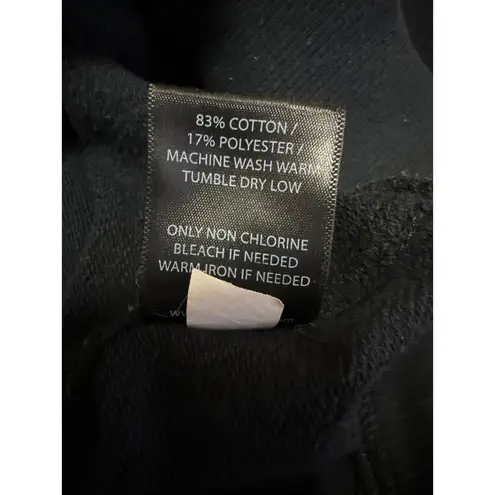 83% COTTON /
17% POLYESTER /
MACHINE WASH WARM
TUMBLE DRY LOW
ONLY NON CHLORINE
BLEACH IF NEEDED
WARM IRON IF NEEDED